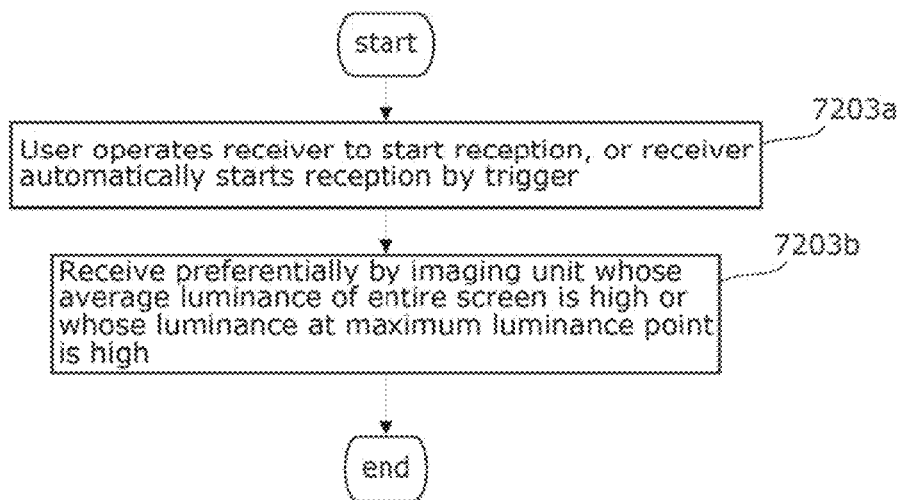 start
7203a
User operates receiver to start reception, or receiver
automatically starts reception by trigger
7203b
Receive preferentially by imaging unit whose
average luminance of entire screen is high or
whose luminance at maximum luminance point
is high
end